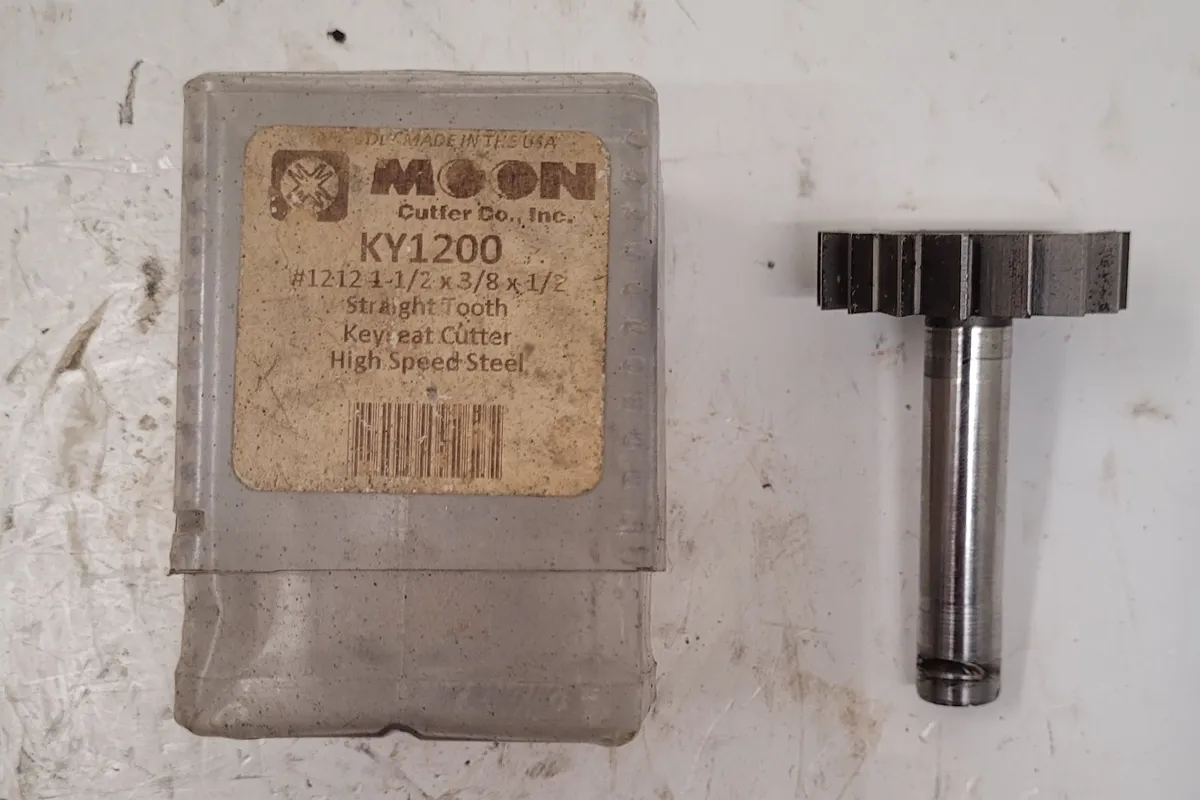 MADE IN THE USA
MOON
Cutter Co., Inc.
KY1200
#1212 1-1/2 x 3/8 x 1/2
Straight Tooth
Keyseat Cutter
High Speed Steel